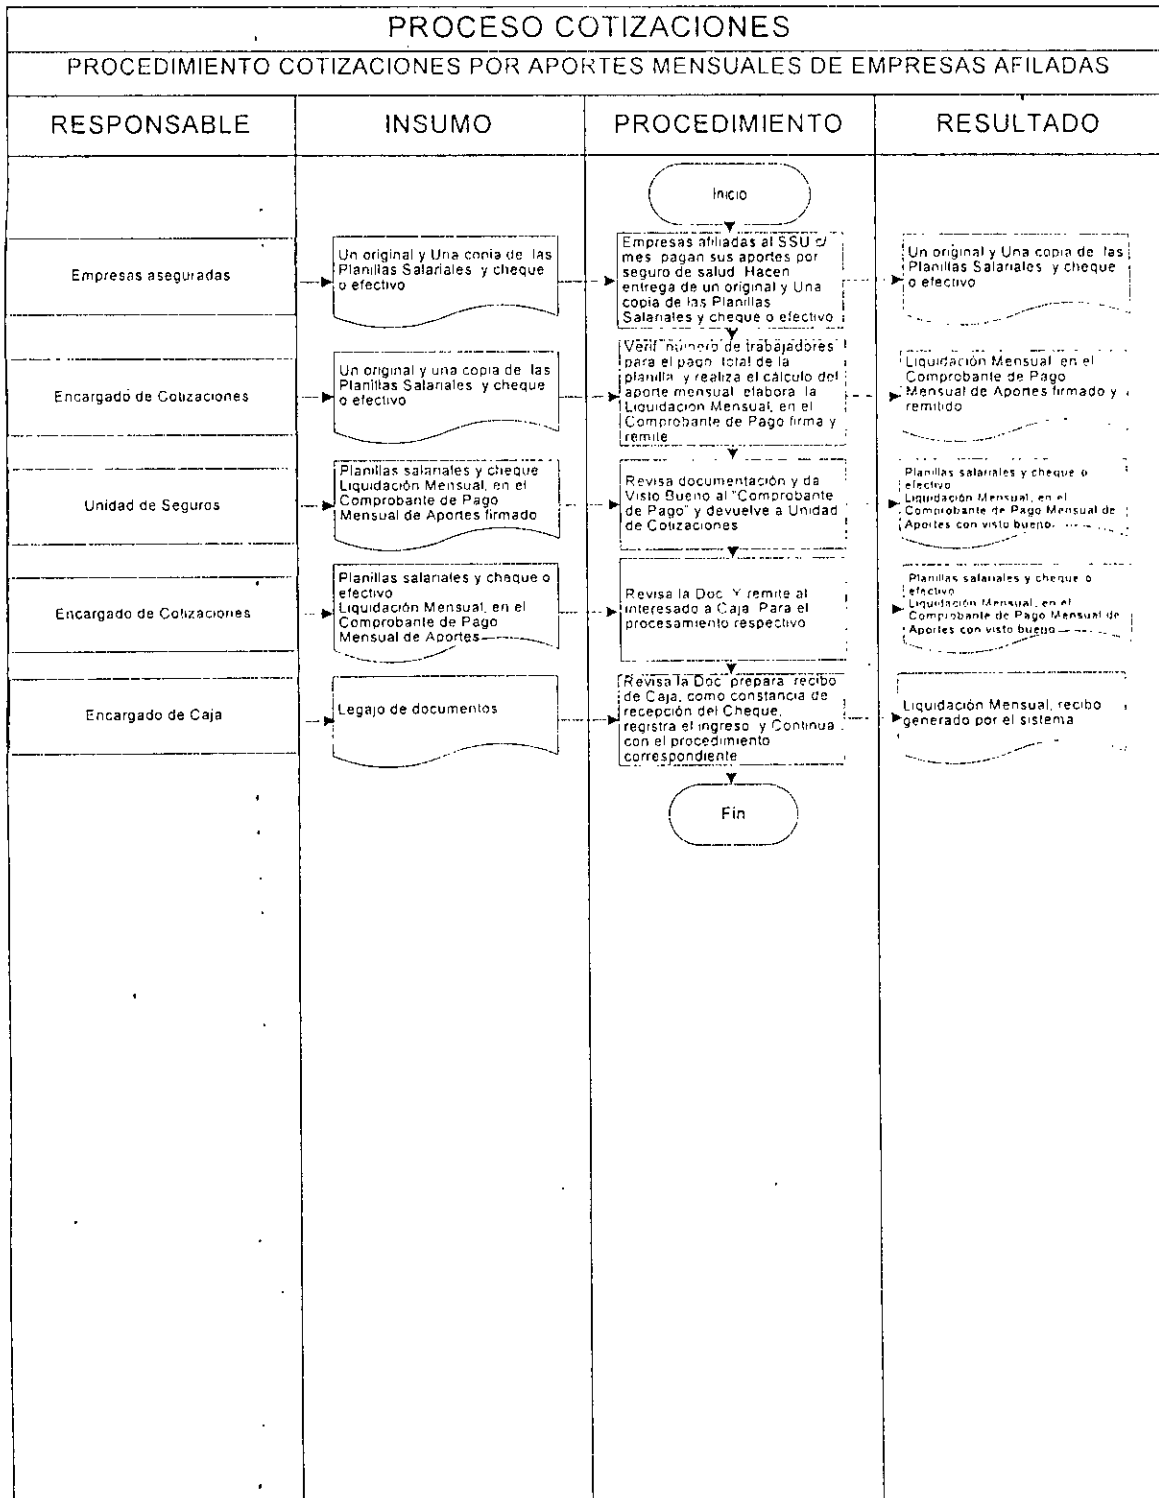 PROCESO COTIZACIONES
PROCEDIMIENTO COTIZACIONES POR APORTES MENSUALES DE EMPRESAS AFILADAS
RESPONSABLE
INSUMO
PROCEDIMIENTO
RESULTADO
Inicio
Empresas aseguradas
Un original y Una copia de las
Planillas Salariales y cheque
o efectivo
Empresas afiliadas al SSU c/
mes pagan sus aportes por
seguro de salud Hacen
entrega de un original y Una
copia de las Planillas
Salariales y cheque o efectivo
Un original y Una copia de las
Planillas Salariales y cheque
o efectivo
Encargado de Cotizaciones
Un original y una copia de las
Planillas Salariales y cheque
o efectivo
Verif número de trabajadores
para el pago total de la
planilla y realiza el cálculo del
aporte mensual elabora la
Liquidación Mensual, en el
Comprobante de Pago firma y
remite
Liquidación Mensual, en el
Comprobante de Pago
Mensual de Aportes firmado y
remitido
Unidad de Seguros
Planillas salariales y cheque
Liquidación Mensual, en el
Comprobante de Pago
Mensual de Aportes firmado
Revisa documentación y da
Visto Bueno al "Comprobante
de Pago" y devuelve a Unidad
de Cotizaciones
Planillas salariales y cheque o
efectivo
Liquidación Mensual, en el
Comprobante de Pago Mensual de
Aportes con visto bueno.
Encargado de Cotizaciones
Planillas salariales y cheque o
efectivo
Liquidación Mensual, en el
Comprobante de Pago
Mensual de Aportes
Revisa la Doc. Y remite al
interesado a Caja Para el
procesamiento respectivo
Planillas salariales y cheque o
efectivo
Liquidación Mensual, en el
Comprobante de Pago Mensual de
Aportes con visto bueno
Encargado de Caja
Legajo de documentos
Revisa la Doc. prepara recibo
de Caja, como constancia de
recepción del Cheque,
registra el ingreso y Continua
con el procedimiento
correspondiente
Liquidación Mensual, recibo
generado por el sistema
Fin